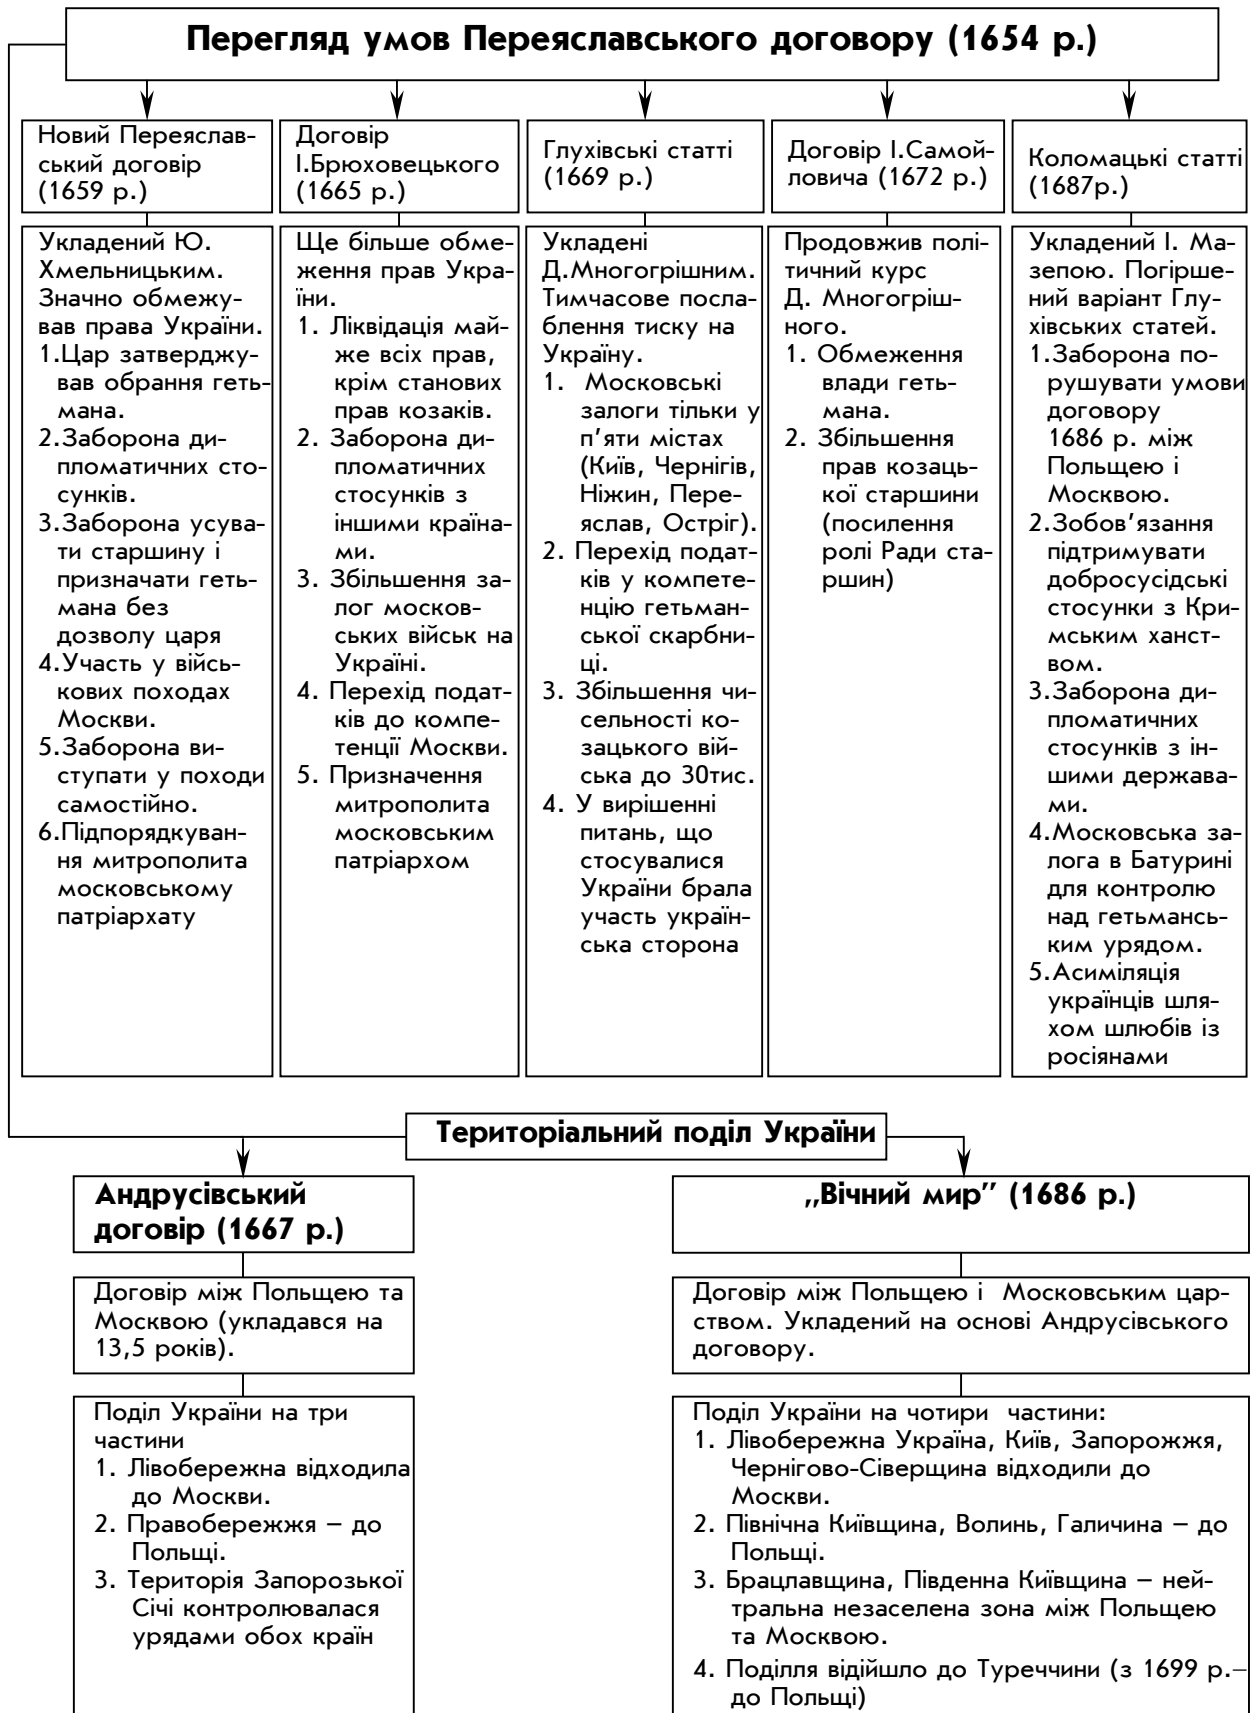 Перегляд умов Переяславського договору (1654 р.)
Новий Переяслав-
ський договір
(1659 р.)
Укладений Ю.
Хмельницьким.
Значно обмежу-
вав права України.
1.Цар затверджу-
вав обрання геть-
мана.
2.Заборона ди-
пломатичних сто-
сунків.
3.Заборона усува-
ти старшину і
призначати геть-
мана без
дозволу царя
4.Участь у війсь-
кових походах
Москви.
5.Заборона ви-
ступати у походи
самостійно.
6.Підпорядкуван-
ня митрополита
московському
патріархату
Договір
І.Брюховецького
(1665 р.)
Ще більше обме-
ження прав Укра-
їни.
1. Ліквідація май-
же всіх прав,
крім станових
прав козаків.
2. Заборона ди-
пломатичних
стосунків з
іншими країна-
ми.
3. Збільшення за-
лог москов-
ських військ на
Україні.
4. Перехід подат-
ків до компе-
тенції Москви.
5. Призначення
митрополита
московським
патріархом
Глухівські статті
(1669 р.)
Укладені
Д.Многогрішним.
Тимчасове посла-
блення тиску на
Україну.
1. Московські
залоги тільки у
п’яти містах
(Київ, Чернігів,
Ніжин, Пере-
яслав, Остріг).
2. Перехід подат-
ків у компетен-
цію гетьман-
ської скарбни-
ці.
3. Збільшення чи-
сельності ко-
зацького вій-
ська до 30тис.
4. У вирішенні
питань, що
стосувалися
України брала
участь україн-
ська сторона
Договір І.Самой-
ловича (1672 р.)
Продовжив полі-
тичний курс
Д. Многогріш-
ного.
1. Обмеження
влади геть-
мана.
2. Збільшення
прав козаць-
кої старшини
(посилення
ролі Ради ста-
ршин)
Коломацькі статті
(1687р.)
Укладений І. Ма-
зепою. Погірше-
ний варіант Глу-
хівських статей.
1.Заборона по-
рушувати умови
договору
1686 р. між
Польщею і
Москвою.
2.Зобов’язання
підтримувати
добросусідські
стосунки з Кри-
мським ханст-
вом.
3.Заборона ди-
пломатичних
стосунків з ін-
шими держава-
ми.
4.Московська за-
лога в Батурині
для контролю
над гетьмансь-
ким урядом.
5.Асиміляція
українців шля-
хом шлюбів із
росіянами
Територіальний поділ України
Андрусівський
договір (1667 р.)
Договір між Польщею та
Москвою (укладався на
13,5 років).
Поділ України на три
частини
1. Лівобережна відходила
до Москви.
2. Правобережжя – до
Польщі.
3. Територія Запорозької
Січі контролювалася
урядами обох країн
,,Вічний мир” (1686 р.)
Договір між Польщею і Московським цар-
ством. Укладений на основі Андрусівського
договору.
Поділ України на чотири частини:
1. Лівобережна Україна, Київ, Запорожжя,
Чернігово-Сіверщина відходили до
Москви.
2. Північна Київщина, Волинь, Галичина – до
Польщі.
3. Брацлавщина, Південна Київщина – ней-
тральна незаселена зона між Польщею
та Москвою.
4. Поділля відійшло до Туреччини (з 1699 р.–
до Польщі)